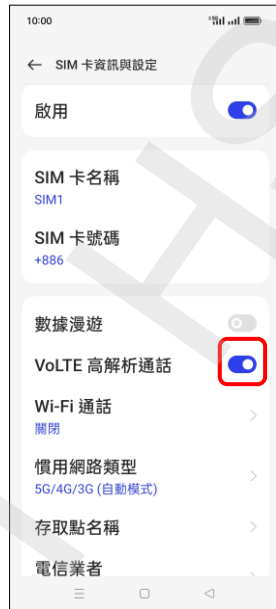 10:00
SIM 卡資訊與設定
啟用
SIM 卡名稱
SIM1
SIM 卡號碼
+886
數據漫遊
VoLTE 高解析通話
Wi-Fi 通話
關閉
慣用網路類型
5G/4G/3G (自動模式)
存取點名稱
電信業者